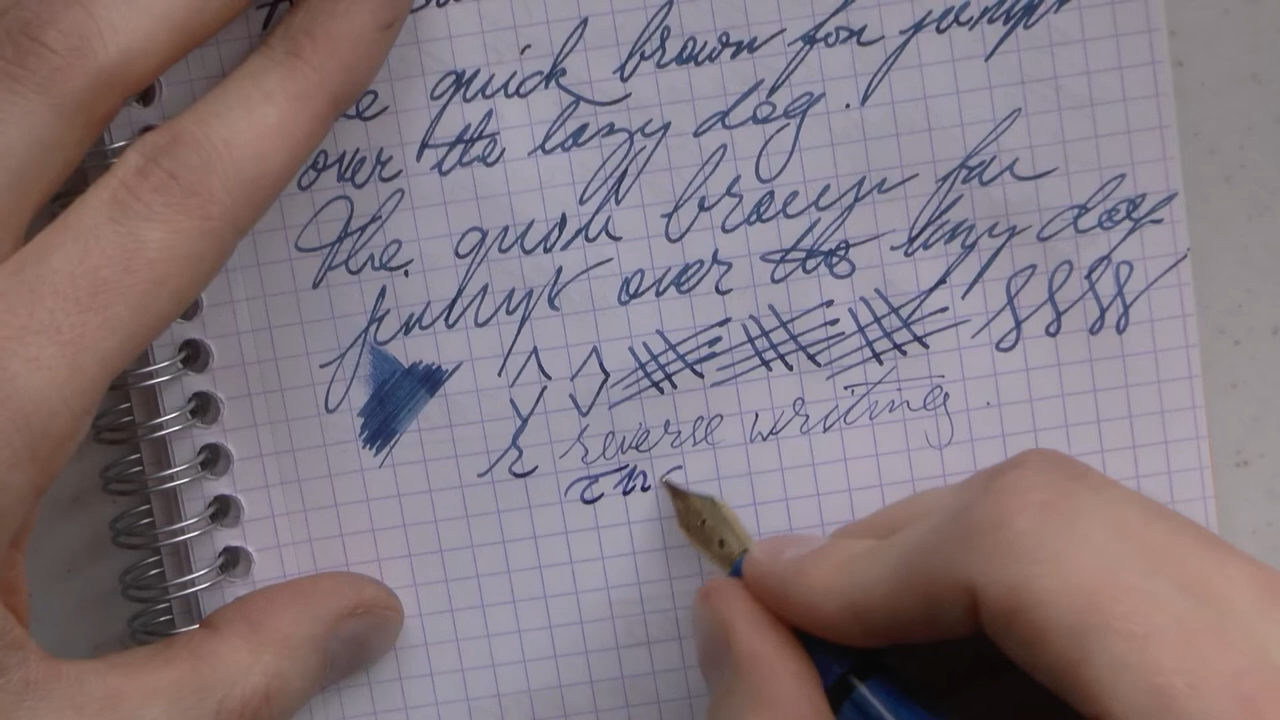 quick brown fox jumps
over the lazy dog.
The quick brown fox
jumps over the lazy dog
reverse writing.